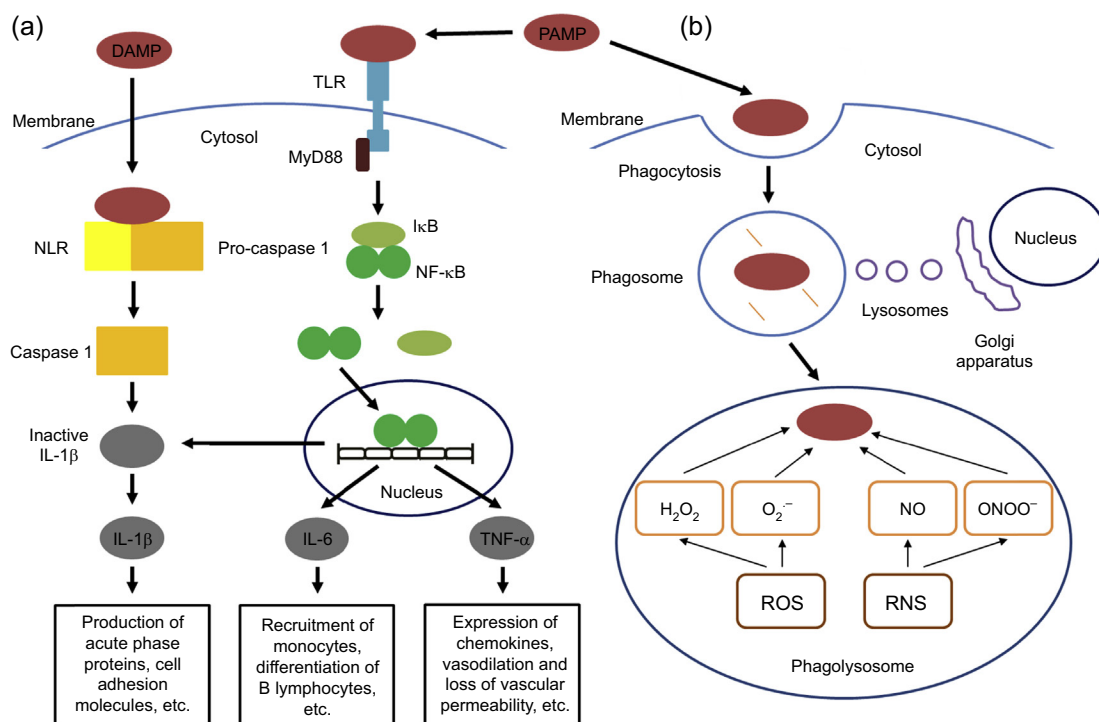 (a)
DAMP
PAMP
(b)
TLR
Membrane
Cytosol
MyD88
NLR
Pro-caspase 1
IκB
NF-κB
Caspase 1
Inactive
IL-1β
Nucleus
IL-1β
IL-6
TNF-α
Production of
acute phase
proteins, cell
adhesion
molecules, etc.
Recruitment of
monocytes,
differentiation of
B lymphocytes,
etc.
Expression of
chemokines,
vasodilation and
loss of vascular
permeability, etc.
Membrane
Cytosol
Phagocytosis
Nucleus
Phagosome
Lysosomes
Golgi
apparatus
H₂O₂
O₂·⁻
NO
ONOO⁻
ROS
RNS
Phagolysosome